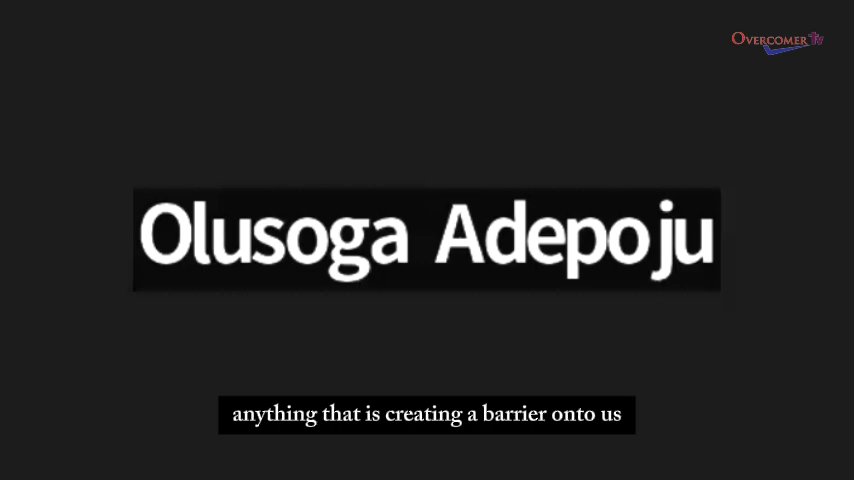 OVERCOMER TV
Olusoga Adepoju
anything that is creating a barrier onto us